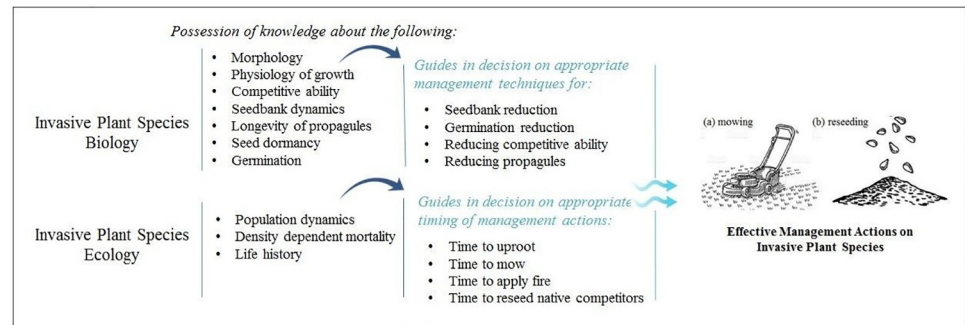 Possession of knowledge about the following:
Invasive Plant Species
Biology
• Morphology
• Physiology of growth
• Competitive ability
• Seedbank dynamics
• Longevity of propagules
• Seed dormancy
• Germination
Guides in decision on appropriate
management techniques for:
• Seedbank reduction
• Germination reduction
• Reducing competitive ability
• Reducing propagules
Invasive Plant Species
Ecology
• Population dynamics
• Density dependent mortality
• Life history
Guides in decision on appropriate
timing of management actions:
• Time to uproot
• Time to mow
• Time to apply fire
• Time to reseed native competitors
(a) mowing
(b) reseeding
Effective Management Actions on
Invasive Plant Species